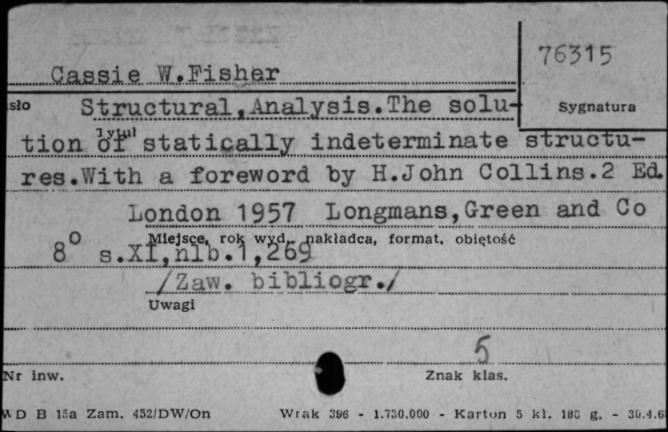 76315
Cassie W.Fisher
sło Structural,Analysis.The solu-
Sygnatura
tytuł
tion of statically indeterminate structu-
res.With a foreword by H.John Collins.2 Ed.
London 1957 Longmans,Green and Co
Miejsce, rok wyd., nakładca, format, objętość
8° s.XI,nlb.1,269
/Zaw. bibliogr./
Uwagi
5
Nr inw. Znak klas.
WD B 15a Zam. 452/DW/On Wrak 396 - 1.730.000 - Karton 5 kl. 180 g. - 30.4.6